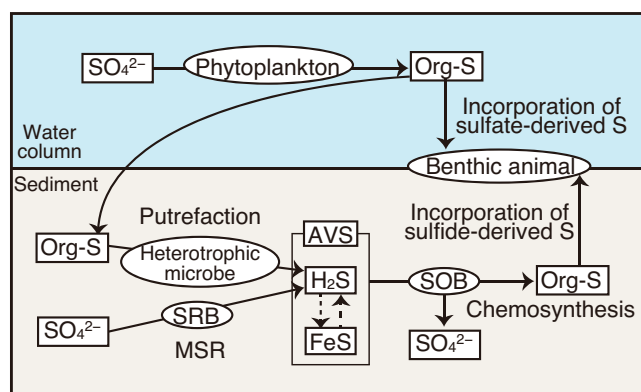 SO₄²⁻
Phytoplankton
Org-S
Incorporation of
sulfate-derived S
Water
column
Benthic animal
Sediment
Putrefaction
Incorporation of
sulfide-derived S
Org-S
Heterotrophic
microbe
AVS
H₂S
SOB
Org-S
Chemosynthesis
SO₄²⁻
SRB
MSR
FeS
SO₄²⁻